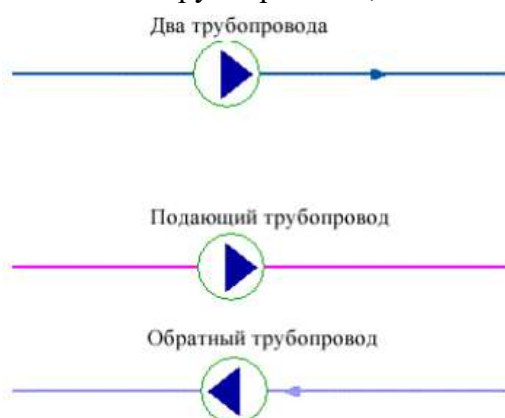 Два трубопровода
Подающий трубопровод
Обратный трубопровод